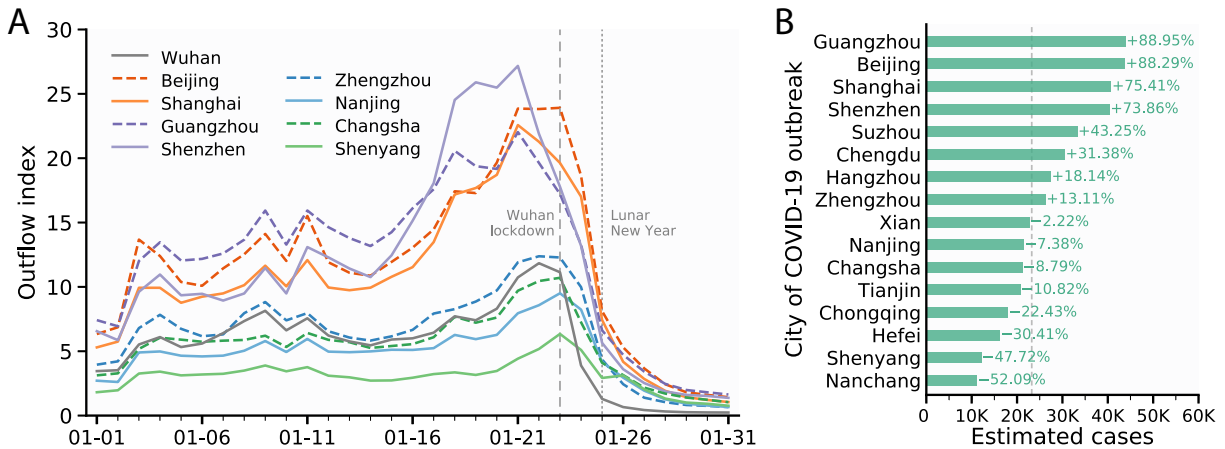 A
Outflow index
30
25
20
15
10
5
0
Wuhan
Beijing
Shanghai
Guangzhou
Shenzhen
Zhengzhou
Nanjing
Changsha
Shenyang
Wuhan
lockdown
Lunar
New Year
01-01
01-06
01-11
01-16
01-21
01-26
01-31
B
City of COVID-19 outbreak
Guangzhou +88.95%
Beijing +88.29%
Shanghai +75.41%
Shenzhen +73.86%
Suzhou +43.25%
Chengdu +31.38%
Hangzhou +18.14%
Zhengzhou +13.11%
Xian −2.22%
Nanjing −7.38%
Changsha −8.79%
Tianjin −10.82%
Chongqing −22.43%
Hefei −30.41%
Shenyang −47.72%
Nanchang −52.09%
0 10K 20K 30K 40K 50K 60K
Estimated cases